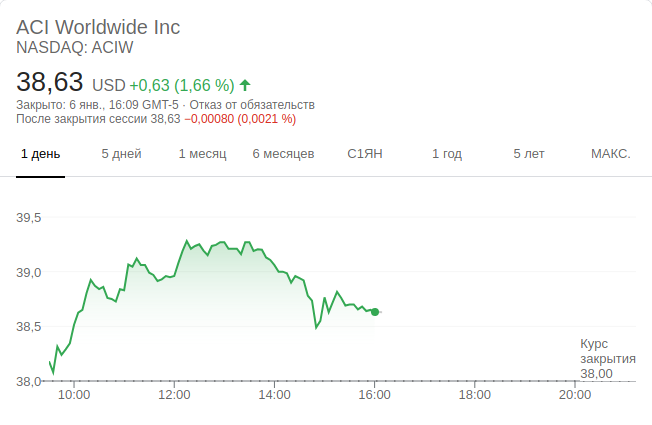 ACI Worldwide Inc
NASDAQ: ACIW
38,63 USD +0,63 (1,66 %)
Закрыто: 6 янв., 16:09 GMT-5 · Отказ от обязательств
После закрытия сессии 38,63 −0,00080 (0,0021 %)
1 день 5 дней 1 месяц 6 месяцев С1ЯН 1 год 5 лет МАКС.
39,5
39,0
38,5
Курс
закрытия
38,00
38,0
10:00 12:00 14:00 16:00 18:00 20:00